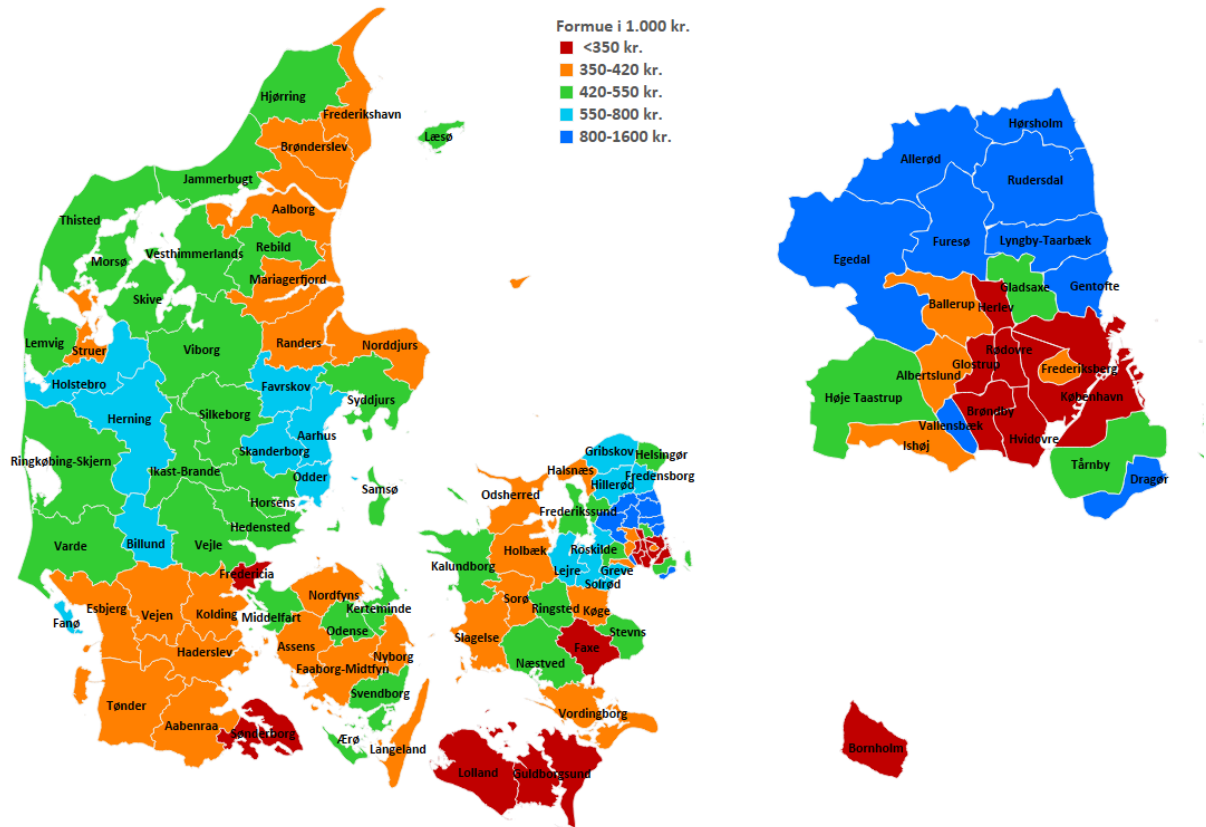 Formue i 1.000 kr.
<350 kr.
350-420 kr.
420-550 kr.
550-800 kr.
800-1600 kr.
Hjørring
Frederikshavn
Læsø
Brønderslev
Jammerbugt
Aalborg
Thisted
Vesthimmerlands
Rebild
Morsø
Mariagerfjord
Skive
Lemvig
Struer
Viborg
Randers
Norddjurs
Holstebro
Favrskov
Syddjurs
Herning
Silkeborg
Aarhus
Skanderborg
Ringkøbing-Skjern
Ikast-Brande
Odder
Samsø
Horsens
Hedensted
Varde
Billund
Vejle
Fredericia
Esbjerg
Vejen
Kolding
Fanø
Haderslev
Tønder
Aabenraa
Sønderborg
Nordfyns
Middelfart
Kerteminde
Odense
Assens
Nyborg
Faaborg-Midtfyn
Svendborg
Ærø
Langeland
Gribskov
Helsingør
Halsnæs
Hillerød
Fredensborg
Odsherred
Frederikssund
Holbæk
Roskilde
Kalundborg
Lejre
Greve
Solrød
Sorø
Ringsted
Køge
Slagelse
Stevns
Faxe
Næstved
Vordingborg
Lolland
Guldborgsund
Hørsholm
Allerød
Rudersdal
Furesø
Lyngby-Taarbæk
Egedal
Gladsaxe
Gentofte
Ballerup
Herlev
Rødovre
Glostrup
Frederiksberg
Albertslund
Høje Taastrup
Brøndby
København
Vallensbæk
Hvidovre
Ishøj
Tårnby
Dragør
Bornholm